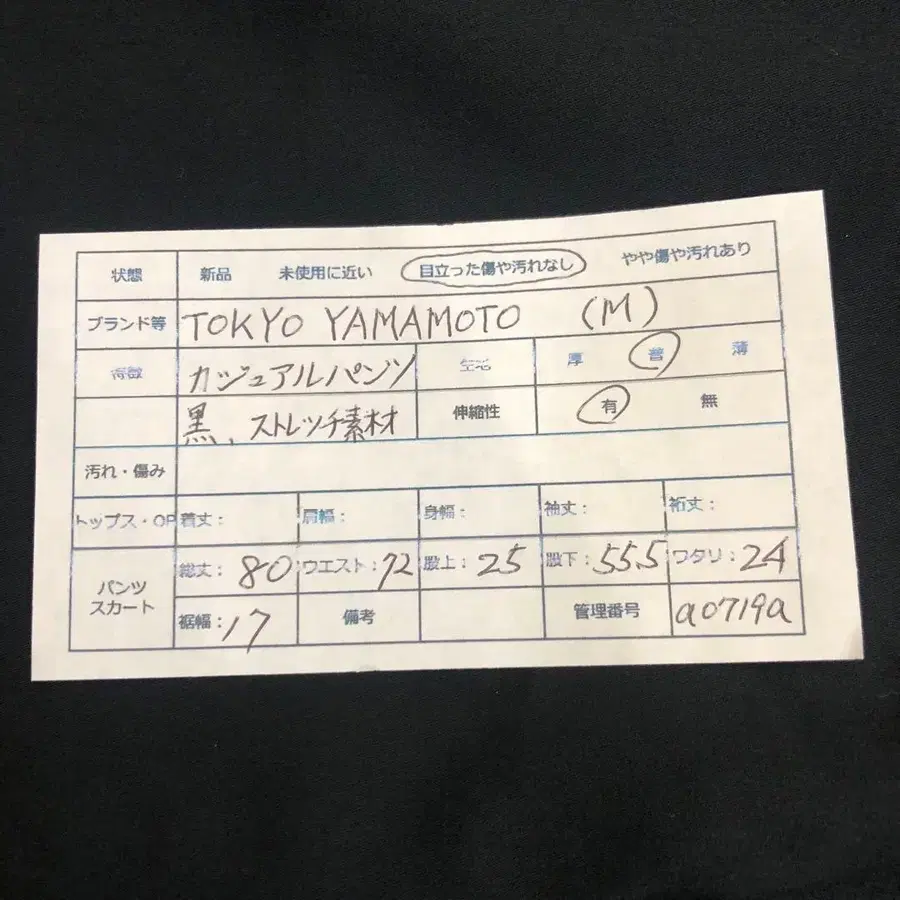 状態 新品 未使用に近い 目立った傷や汚れなし やや傷や汚れあり
ブランド等 TOKYO YAMAMOTO (M)
特徴 カジュアルパンツ 生地 厚 普 薄
黒、ストレッチ素材 伸縮性 有 無
汚れ・傷み
トップス・OP 着丈: 肩幅: 身幅: 袖丈: 裄丈:
パンツ スカート 総丈: 80 ウエスト: 72 股上: 25 股下: 55.5 ワタリ: 24
裾幅: 17 備考 管理番号 a0719a